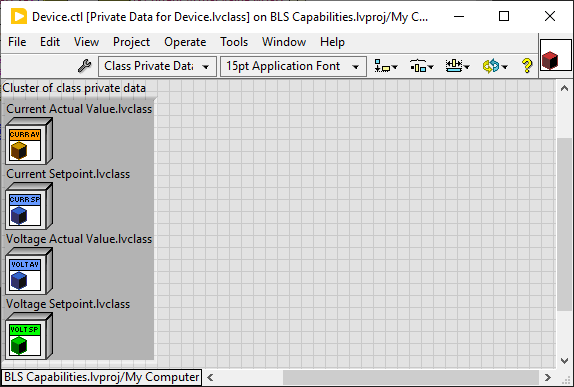 Device.ctl [Private Data for Device.lvclass] on BLS Capabilities.lvproj/My C...
File Edit View Project Operate Tools Window Help
Class Private Data 15pt Application Font
Cluster of class private data
Current Actual Value.lvclass
CURR AV
Current Setpoint.lvclass
CURR SP
Voltage Actual Value.lvclass
VOLT AV
Voltage Setpoint.lvclass
VOLT SP
BLS Capabilities.lvproj/My Computer